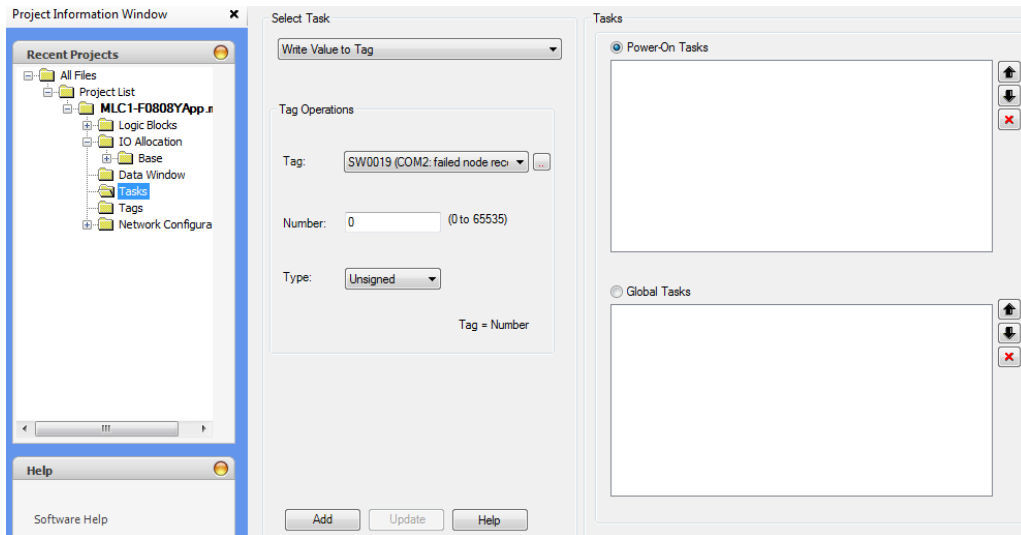 Project Information Window
Recent Projects
All Files
Project List
MLC1-F0808YApp.n
Logic Blocks
IO Allocation
Base
Data Window
Tasks
Tags
Network Configura
Help
Software Help
Select Task
Write Value to Tag
Tag Operations
Tag:
SW0019 (COM2: failed node rec
..
Number:
0
(0 to 65535)
Type:
Unsigned
Tag = Number
Add
Update
Help
Tasks
Power-On Tasks
Global Tasks